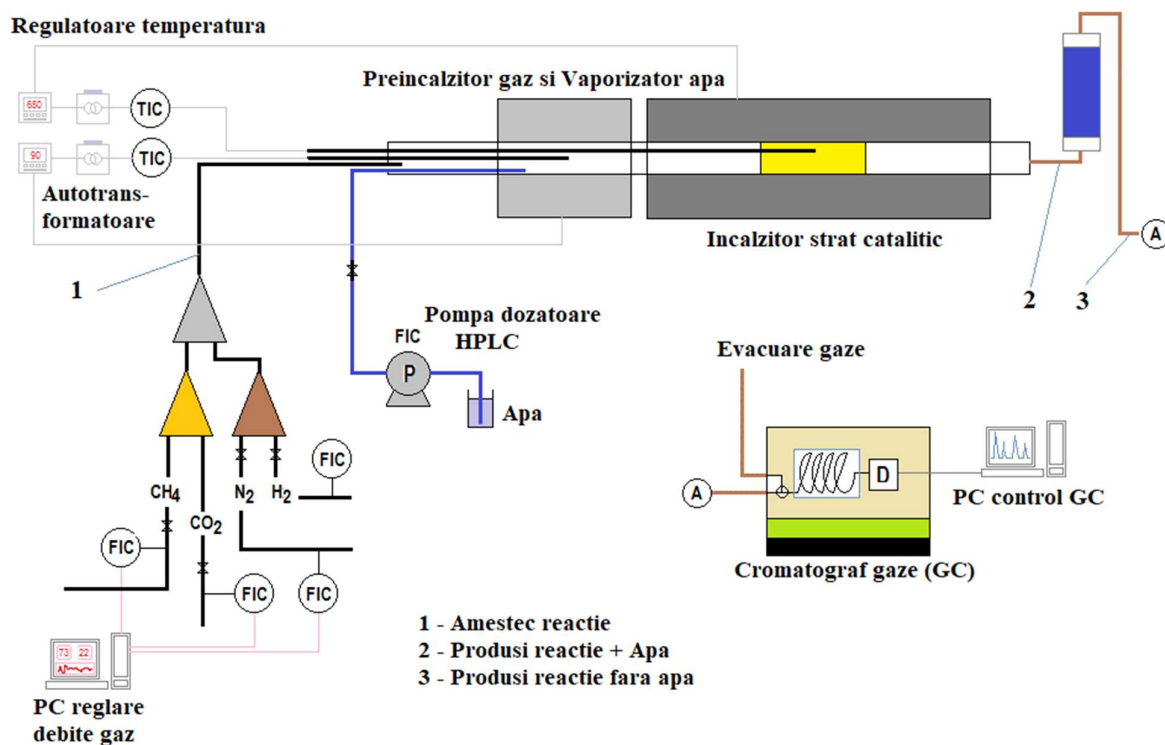 Regulatoare temperatura
Preincalzitor gaz si Vaporizator apa
650
TIC
90
TIC
Autotrans-
formatoare
Incalzitor strat catalitic
A
1
2
3
Pompa dozatoare
HPLC
FIC
P
Apa
Evacuare gaze
FIC
CH4
N2
H2
CO2
D
A
PC control GC
FIC
FIC
FIC
Cromatograf gaze (GC)
1 - Amestec reactie
2 - Produsi reactie + Apa
3 - Produsi reactie fara apa
73 22
PC reglare
debite gaz